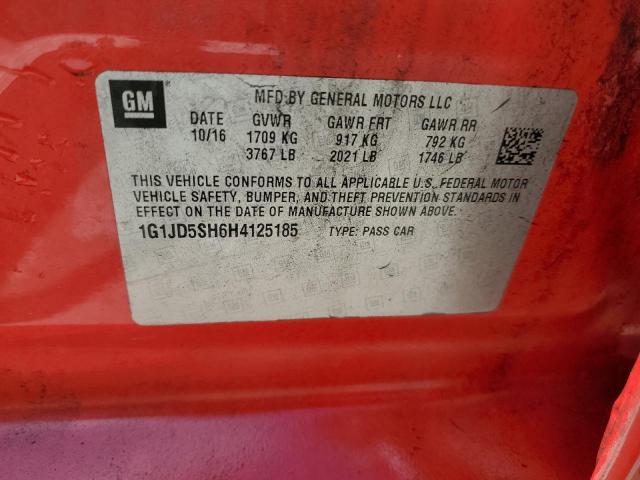 GM MFD BY GENERAL MOTORS LLC
DATE GVWR GAWR FRT GAWR RR
10/16 1709 KG 917 KG 792 KG
3767 LB 2021 LB 1746 LB
THIS VEHICLE CONFORMS TO ALL APPLICABLE U.S. FEDERAL MOTOR
VEHICLE SAFETY, BUMPER, AND THEFT PREVENTION STANDARDS
IN EFFECT ON THE DATE OF MANUFACTURE SHOWN ABOVE.
1G1JD5SH6H4125185 TYPE: PASS CAR